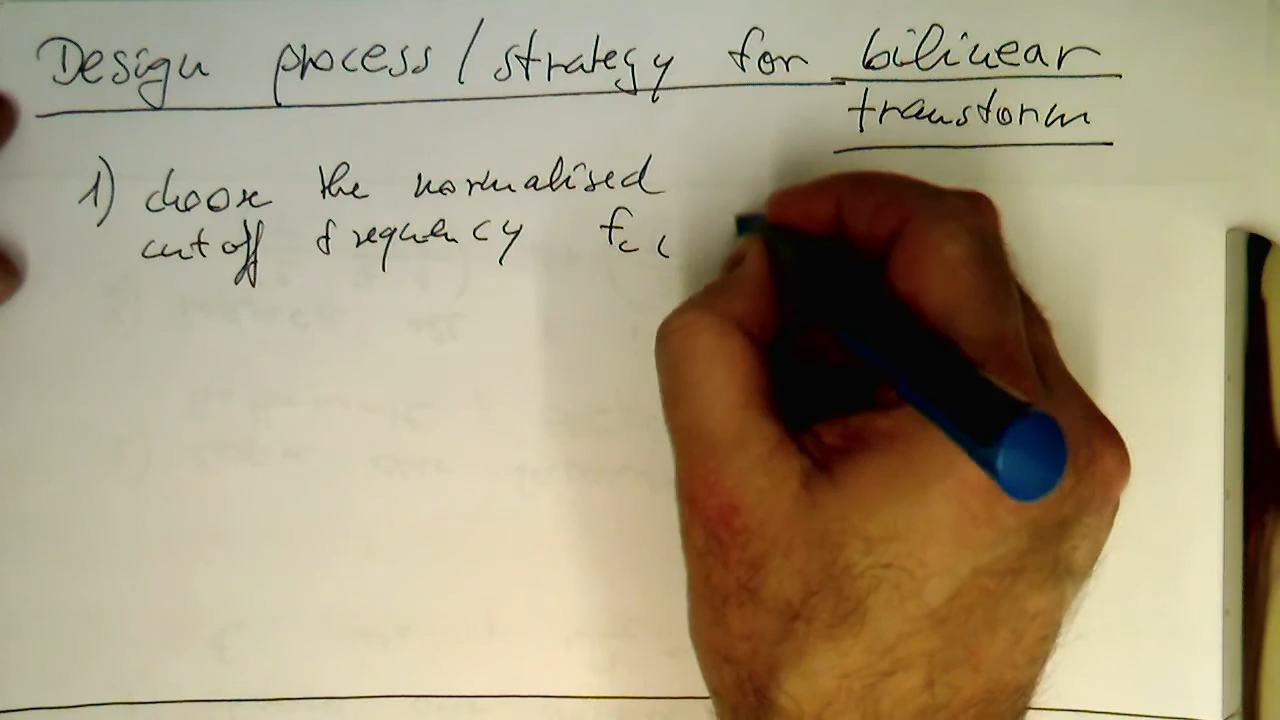 Design process / strategy for bilinear
transform
1) choose the normalised
cutoff frequency fc (